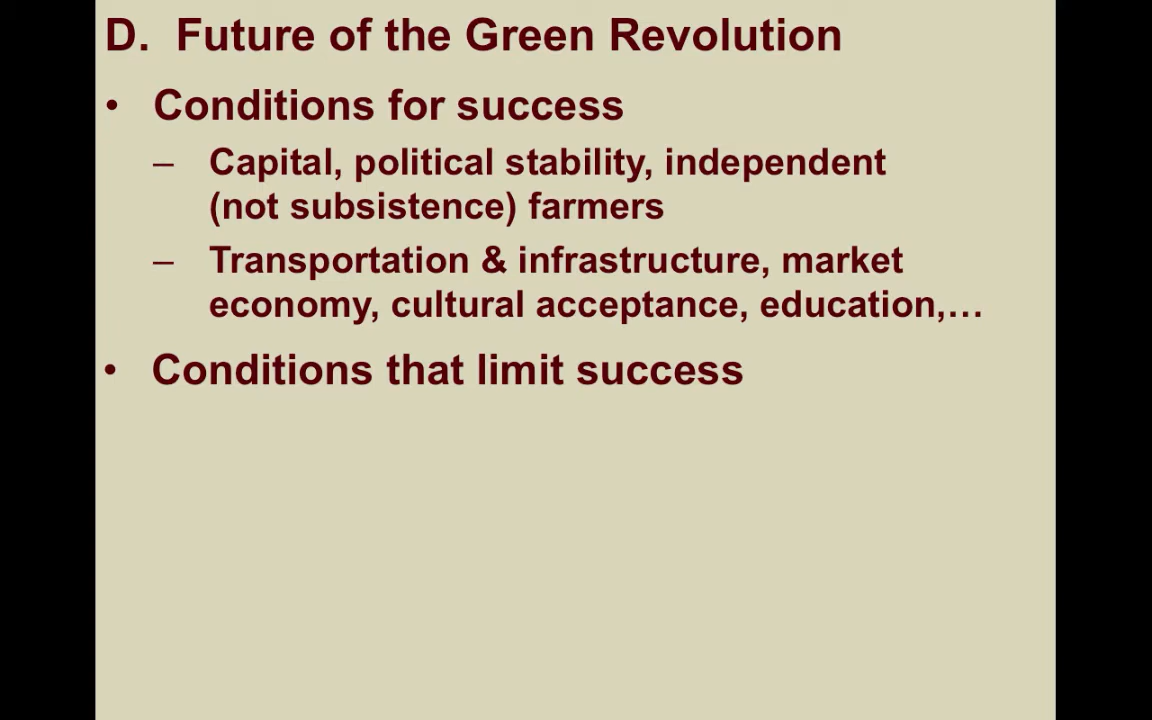 D. Future of the Green Revolution
• Conditions for success
– Capital, political stability, independent
(not subsistence) farmers
– Transportation & infrastructure, market
economy, cultural acceptance, education,…
• Conditions that limit success